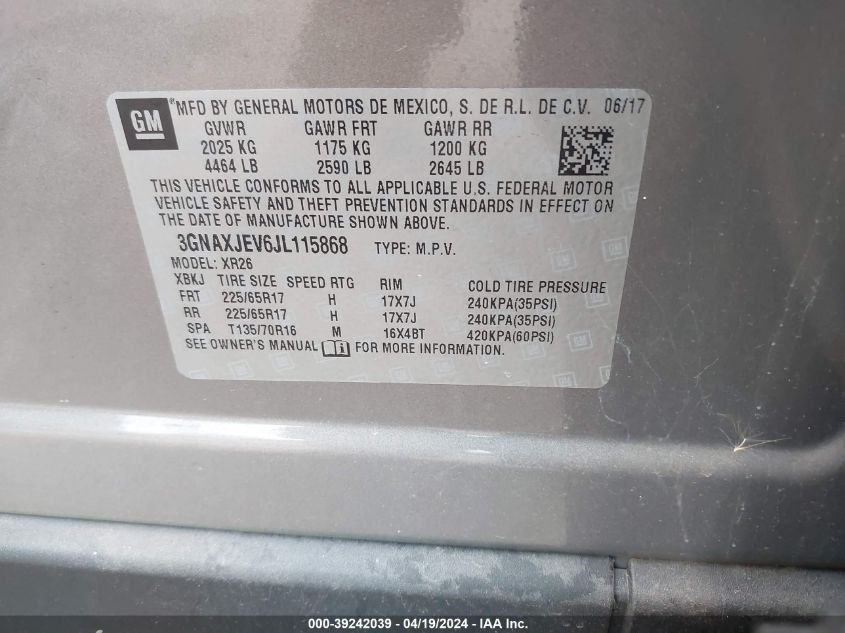 GM ®MFD BY GENERAL MOTORS DE MEXICO, S. DE R.L. DE C.V. 06/17
GVWR GAWR FRT GAWR RR
2025 KG 1175 KG 1200 KG
4464 LB 2590 LB 2645 LB
THIS VEHICLE CONFORMS TO ALL APPLICABLE U.S. FEDERAL MOTOR
VEHICLE SAFETY AND THEFT PREVENTION STANDARDS IN EFFECT ON
THE DATE OF MANUFACTURE SHOWN ABOVE.
3GNAXJEV6JL115868 TYPE: M.P.V.
MODEL: XR26
XBKJ TIRE SIZE SPEED RTG RIM COLD TIRE PRESSURE
FRT 225/65R17 H 17X7J 240KPA(35PSI)
RR 225/65R17 H 17X7J 240KPA(35PSI)
SPA T135/70R16 M 16X4BT 420KPA(60PSI)
SEE OWNER'S MANUAL FOR MORE INFORMATION.
000-39242039 - 04/19/2024 - IAA Inc.